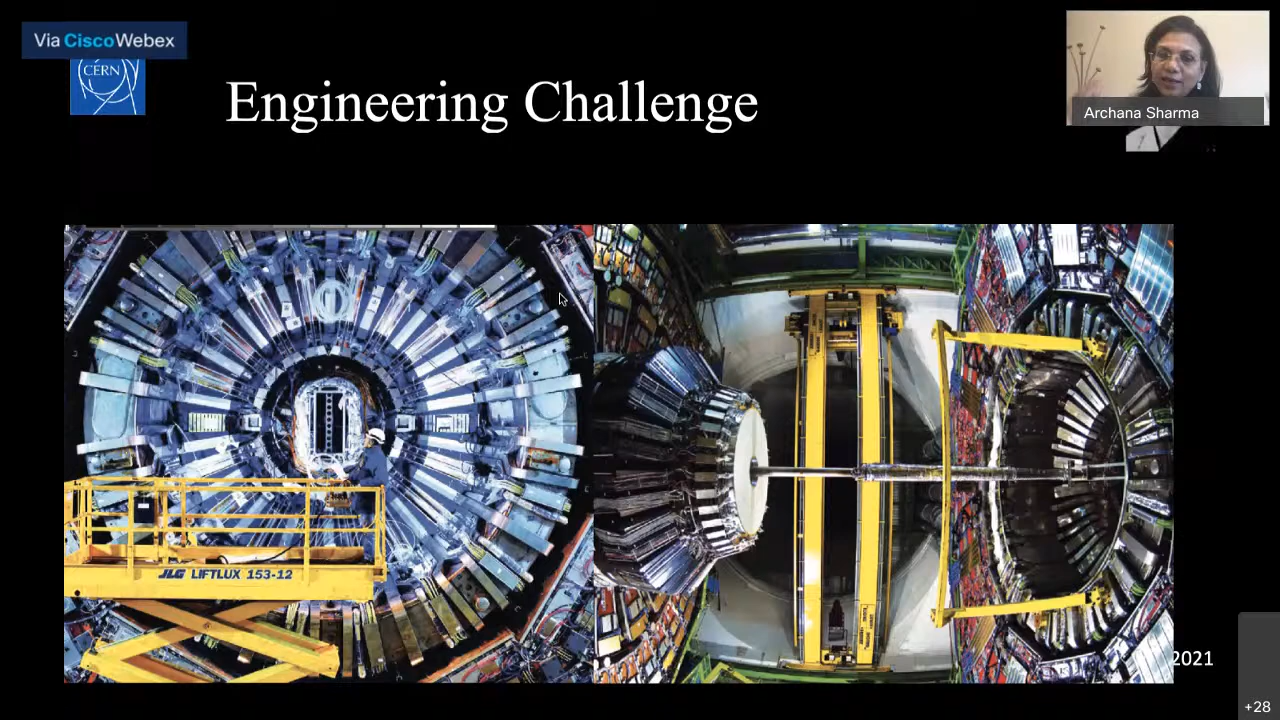 Via CiscoWebex
CERN
Engineering Challenge
Archana Sharma
JLG LIFTLUX 153-12
2021
+28